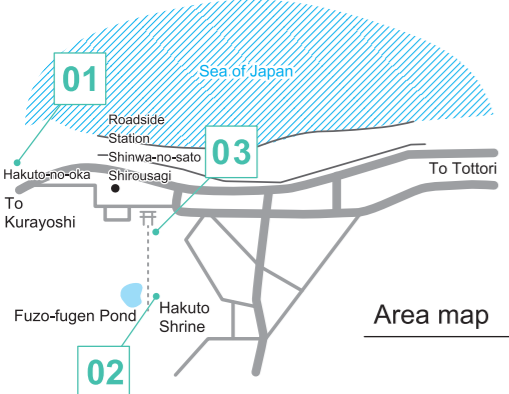 Sea of Japan
01
Roadside
Station
Shinwa-no-sato
Shirousagi
03
Hakuto-no-oka
To Tottori
To
Kurayoshi
Fuzo-fugen Pond
Hakuto
Shrine
Area map
02